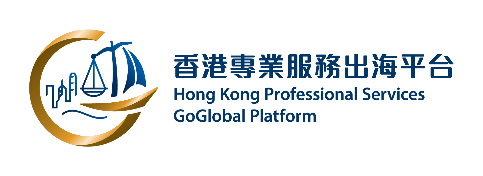 香港專業服務出海平台
Hong Kong Professional Services
GoGlobal Platform